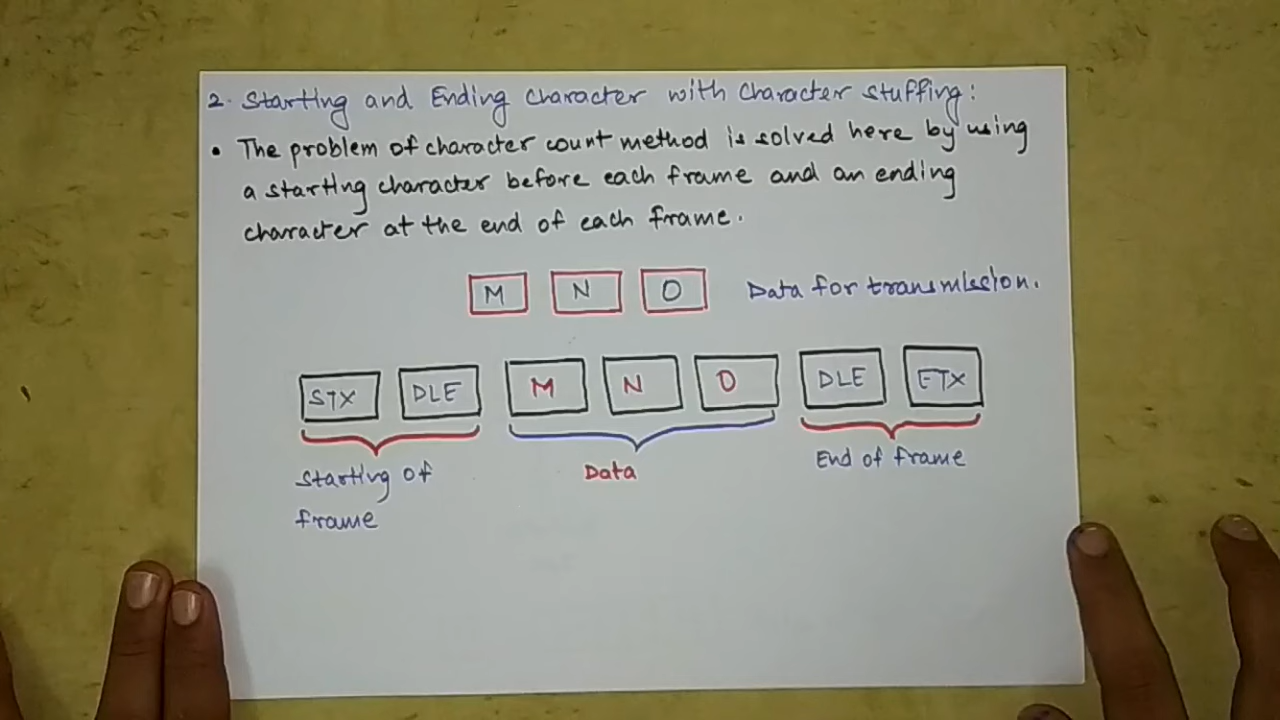 2. Starting and Ending Character with Character stuffing:
• The problem of character count method is solved here by using
a starting character before each frame and an ending
character at the end of each frame.
M N O Data for transmission.
STX DLE M N O DLE ETX
Starting of Data End of frame
frame